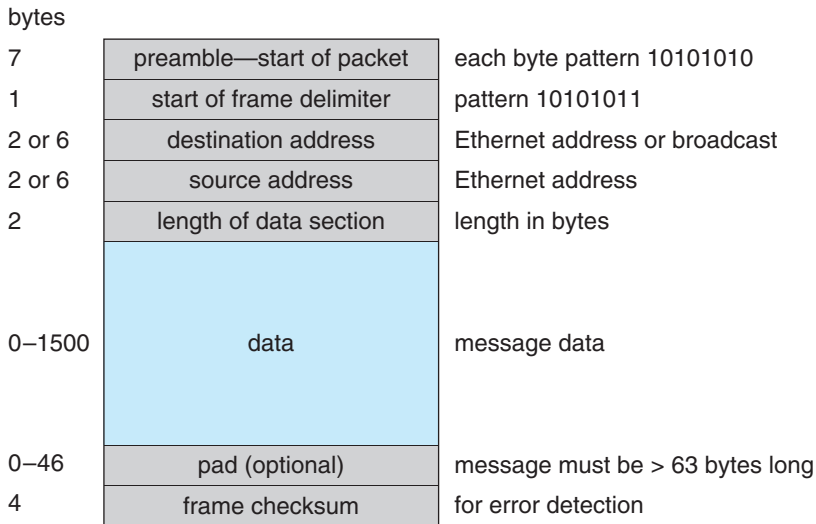 bytes
7 preamble—start of packet each byte pattern 10101010
1 start of frame delimiter pattern 10101011
2 or 6 destination address Ethernet address or broadcast
2 or 6 source address Ethernet address
2 length of data section length in bytes
0–1500 data message data
0–46 pad (optional) message must be > 63 bytes long
4 frame checksum for error detection